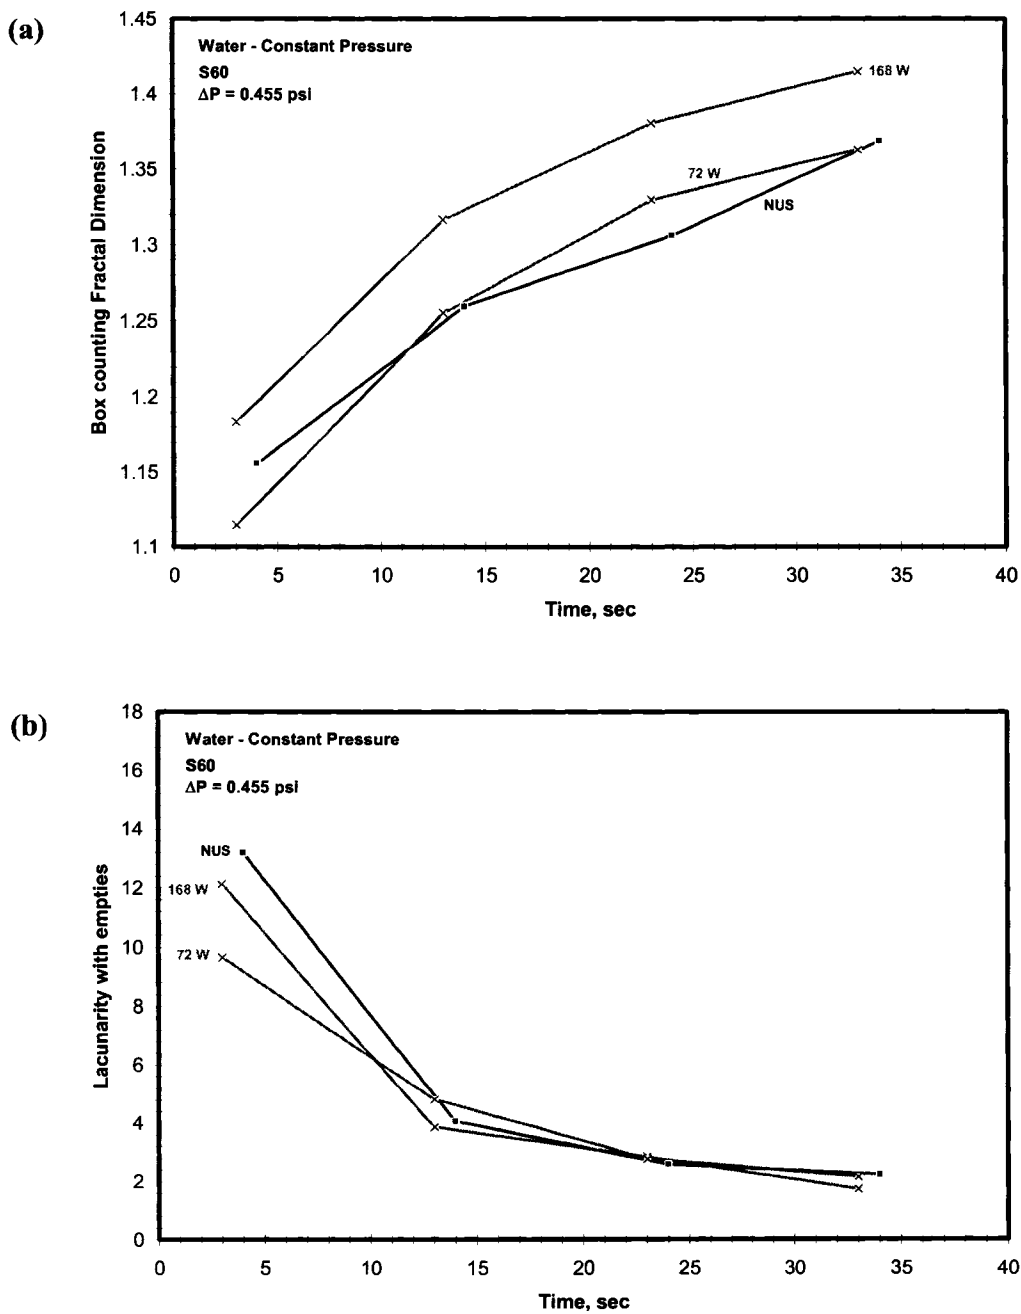 (a)
1.45
1.4
1.35
1.3
1.25
1.2
1.15
1.1
Box counting Fractal Dimension
Water - Constant Pressure
S60
ΔP = 0.455 psi
168 W
72 W
NUS
0 5 10 15 20 25 30 35 40
Time, sec
(b)
18
16
14
12
10
8
6
4
2
0
Lacunarity with empties
Water - Constant Pressure
S60
ΔP = 0.455 psi
NUS
168 W
72 W
0 5 10 15 20 25 30 35 40
Time, sec